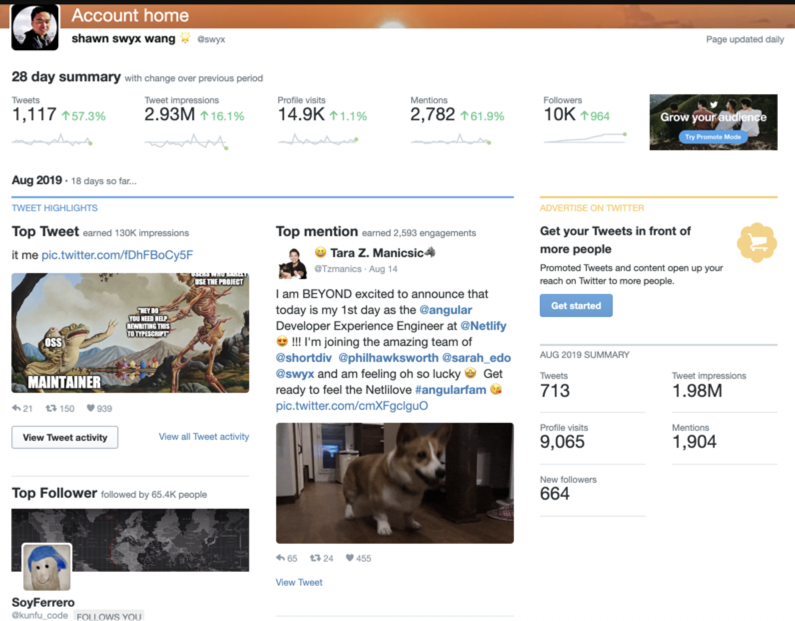 Account home
shawn swyx wang @swyx
Page updated daily
28 day summary with change over previous period
Tweets
1,117 ↑57.3%
Tweet impressions
2.93M ↑16.1%
Profile visits
14.9K ↑1.1%
Mentions
2,782 ↑61.9%
Followers
10K ↑964
Grow your audience
Try Promote Mode
Aug 2019 · 18 days so far...
TWEET HIGHLIGHTS
Top Tweet earned 130K impressions
it me pic.twitter.com/fDhFBoCy5F
USE THE PROJECT
"HEY DO
YOU NEED HELP
REWRITING THIS
TO TYPESCRIPT"
OSS
MAINTAINER
21 150 939
View Tweet activity
View all Tweet activity
Top Follower followed by 65.4K people
SoyFerrero
@kunfu_code FOLLOWS YOU
Top mention earned 2,593 engagements
😀 Tara Z. Manicsic
@Tzmanics · Aug 14
I am BEYOND excited to announce that
today is my 1st day as the @angular
Developer Experience Engineer at @Netlify
😍 !!! I'm joining the amazing team of
@shortdiv @philhawksworth @sarah_edo
@swyx and am feeling oh so lucky 🤩 Get
ready to feel the Netlilove #angularfam 😘
pic.twitter.com/cmXFgclguO
65 24 455
View Tweet
ADVERTISE ON TWITTER
Get your Tweets in front of
more people
Promoted Tweets and content open up your
reach on Twitter to more people.
Get started
AUG 2019 SUMMARY
Tweets
713
Tweet impressions
1.98M
Profile visits
9,065
Mentions
1,904
New followers
664